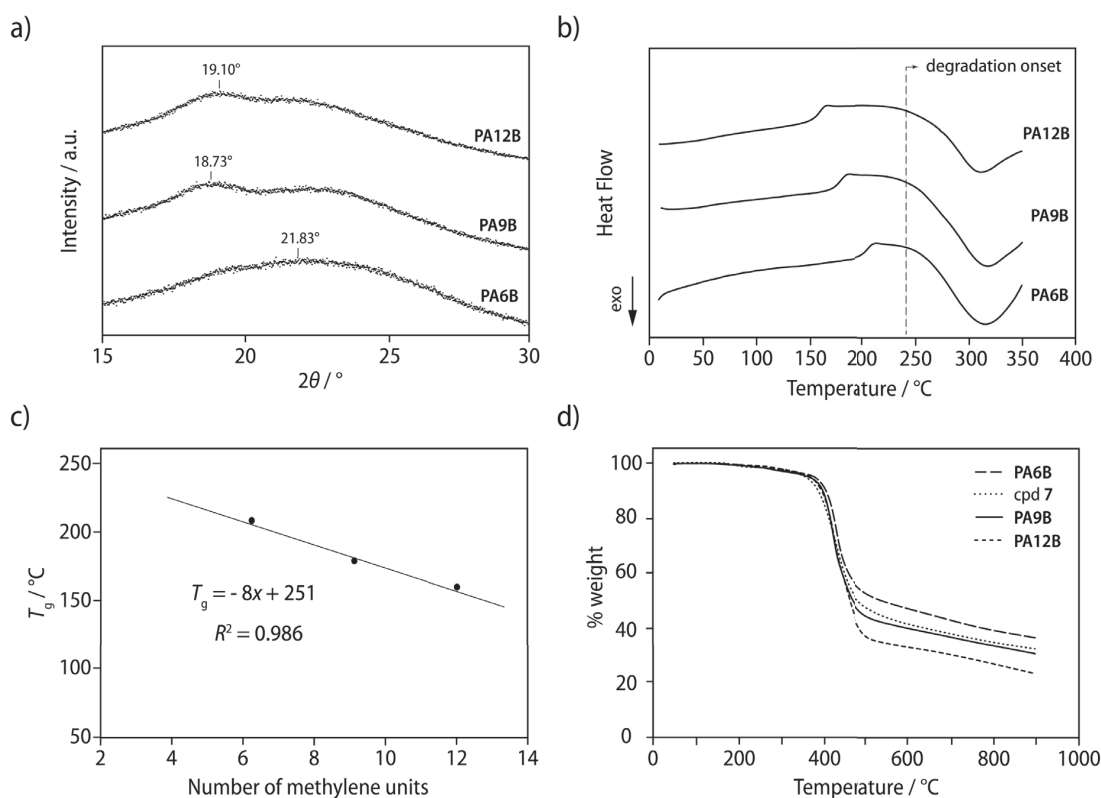 a)
19.10°
PA12B
18.73°
PA9B
21.83°
PA6B
Intensity / a.u.
15 20 25 30
2θ / °
b)
degradation onset
PA12B
PA9B
PA6B
Heat Flow
exo
0 50 100 150 200 250 300 350 400
Temperature / °C
c)
250
200
150
100
50
Tg / °C
Tg = - 8x + 251
R² = 0.986
2 4 6 8 10 12 14
Number of methylene units
d)
100
80
60
40
20
0
% weight
PA6B
cpd 7
PA9B
PA12B
0 200 400 600 800 1000
Temperature / °C